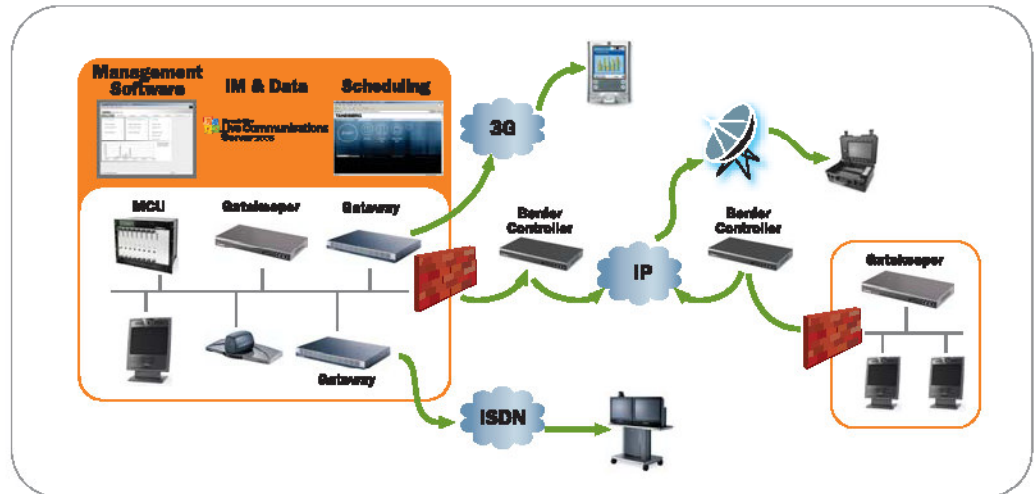 Management
Software
IM & Data
Scheduling
Live Communications
Server 2005
TANDBERG
3G
MCU
Gatekeeper
Gateway
Border
Controller
IP
Border
Controller
Gatekeeper
Gateway
ISDN